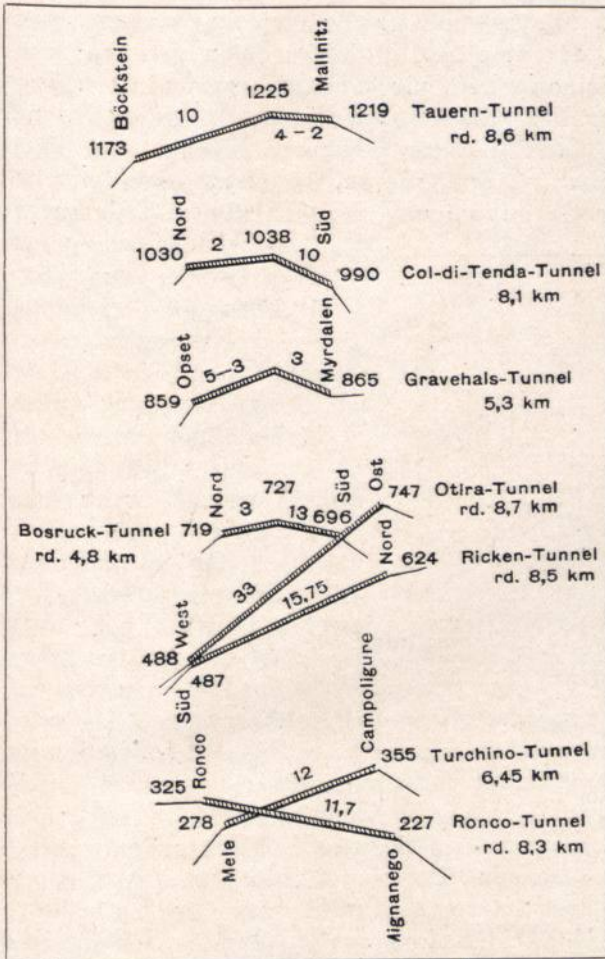 Böckstein
Mallnitz
1225
10
1173
4-2
1219
Tauern-Tunnel
rd. 8,6 km
Nord
Süd
1030
2
1038
10
990
Col-di-Tenda-Tunnel
8,1 km
Opset
Myrdalen
859
5-3
3
865
Gravehals-Tunnel
5,3 km
Bosruck-Tunnel
rd. 4,8 km
Nord
Süd
719
3
727
13
696
Ost
747
Otira-Tunnel
rd. 8,7 km
West
488
33
Nord
624
Ricken-Tunnel
rd. 8,5 km
15,75
487
Süd
Campoligure
355
Turchino-Tunnel
6,45 km
12
278
Mele
Ronco
325
11,7
227
Ronco-Tunnel
rd. 8,3 km
Mignanego